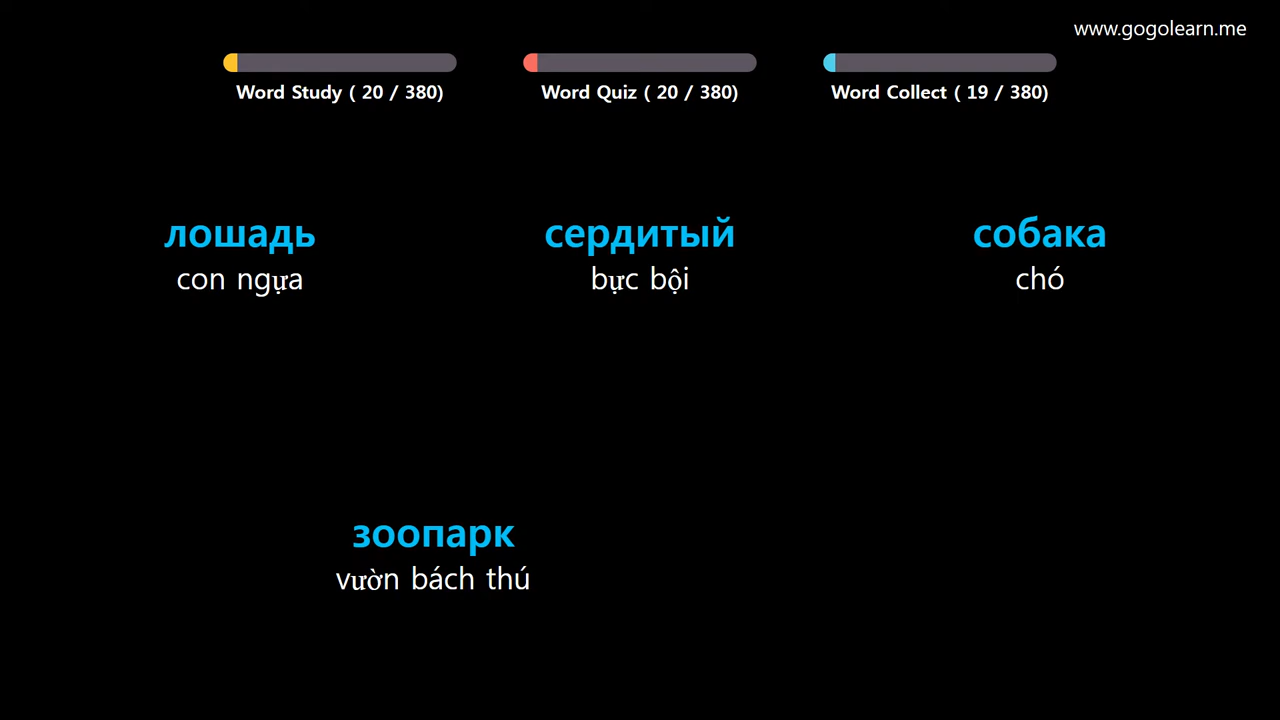 www.gogolearn.me
Word Study ( 20 / 380)
Word Quiz ( 20 / 380)
Word Collect ( 19 / 380)
лошадь
con ngựa
сердитый
bực bội
собака
chó
зоопарк
vườn bách thú